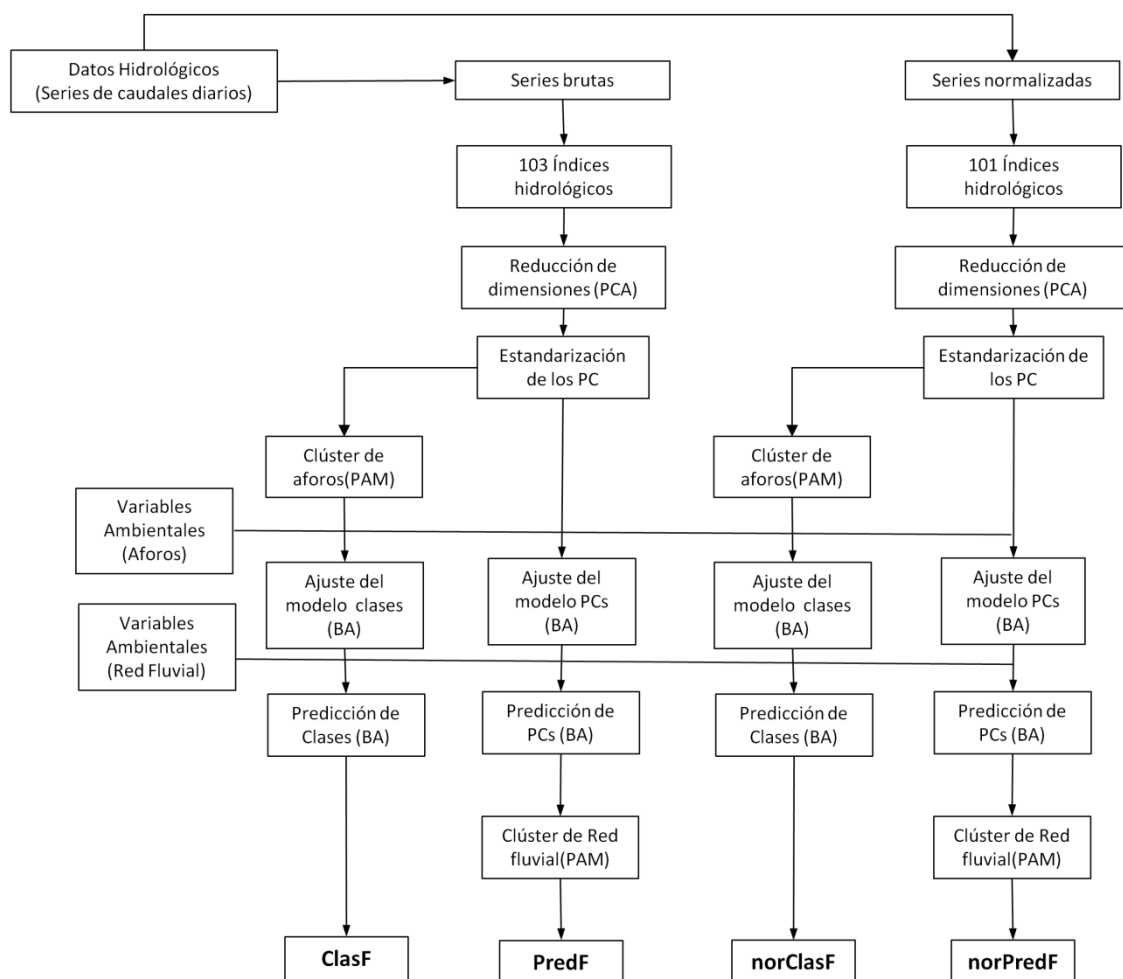 Datos Hidrológicos
(Series de caudales diarios)
Series brutas
Series normalizadas
103 Índices
hidrológicos
101 Índices
hidrológicos
Reducción de
dimensiones (PCA)
Reducción de
dimensiones (PCA)
Estandarización
de los PC
Estandarización de
los PC
Clúster de
aforos(PAM)
Clúster de
aforos(PAM)
Variables
Ambientales
(Aforos)
Ajuste del
modelo clases
(BA)
Ajuste del
modelo PCs
(BA)
Ajuste del
modelo clases
(BA)
Ajuste del
modelo PCs
(BA)
Variables
Ambientales
(Red Fluvial)
Predicción de
Clases (BA)
Predicción de
PCs (BA)
Predicción de
Clases (BA)
Predicción de
PCs (BA)
Clúster de Red
fluvial(PAM)
Clúster de Red
fluvial(PAM)
ClasF
PredF
norClasF
norPredF